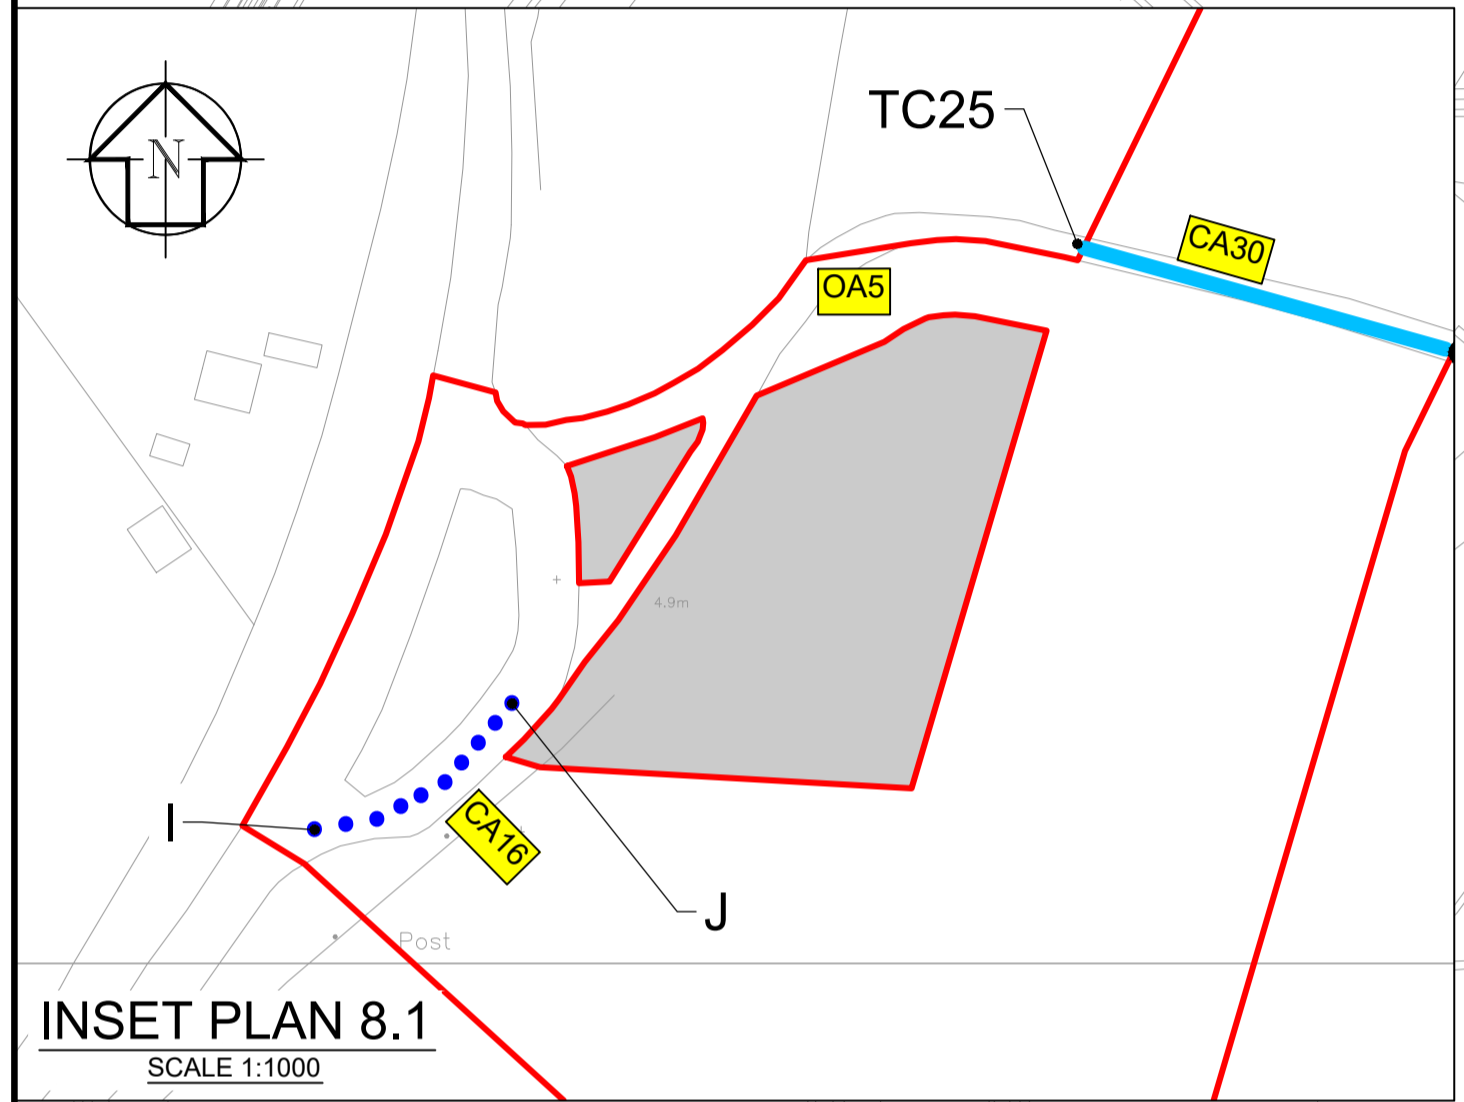 N
TC25
CA30
OA5
4.9m
CA16
I
J
Post
INSET PLAN 8.1
SCALE 1:1000